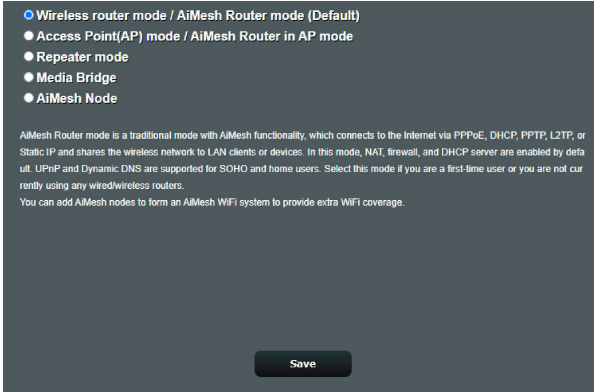 Wireless router mode / AiMesh Router mode (Default)
Access Point(AP) mode / AiMesh Router in AP mode
Repeater mode
Media Bridge
AiMesh Node
AiMesh Router mode is a traditional mode with AiMesh functionality, which connects to the Internet via PPPoE, DHCP, PPTP, L2TP, or
Static IP and shares the wireless network to LAN clients or devices. In this mode, NAT, firewall, and DHCP server are enabled by defa
ult. UPnP and Dynamic DNS are supported for SOHO and home users. Select this mode if you are a first-time user or you are not cur
rently using any wired/wireless routers.
You can add AiMesh nodes to form an AiMesh WiFi system to provide extra WiFi coverage.
Save